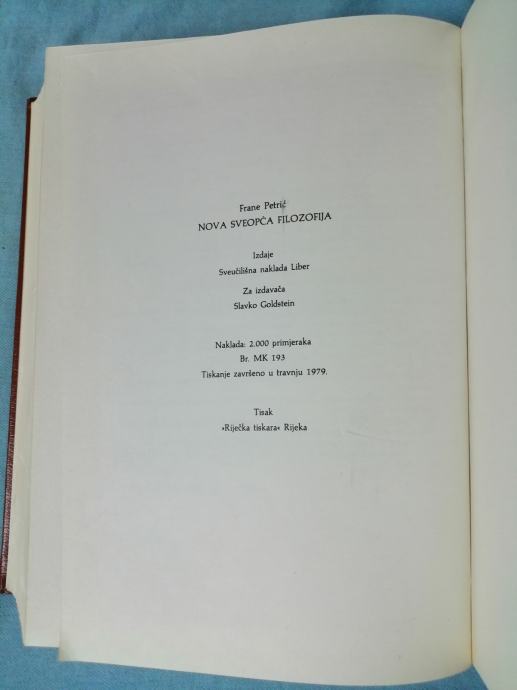 Frane Petrić
NOVA SVEOPĆA FILOZOFIJA
Izdaje
Sveučilišna naklada Liber
Za izdavača
Slavko Goldstein
Naklada: 2.000 primjeraka
Br. MK 193
Tiskanje završeno u travnju 1979.
Tisak
»Riječka tiskara« Rijeka